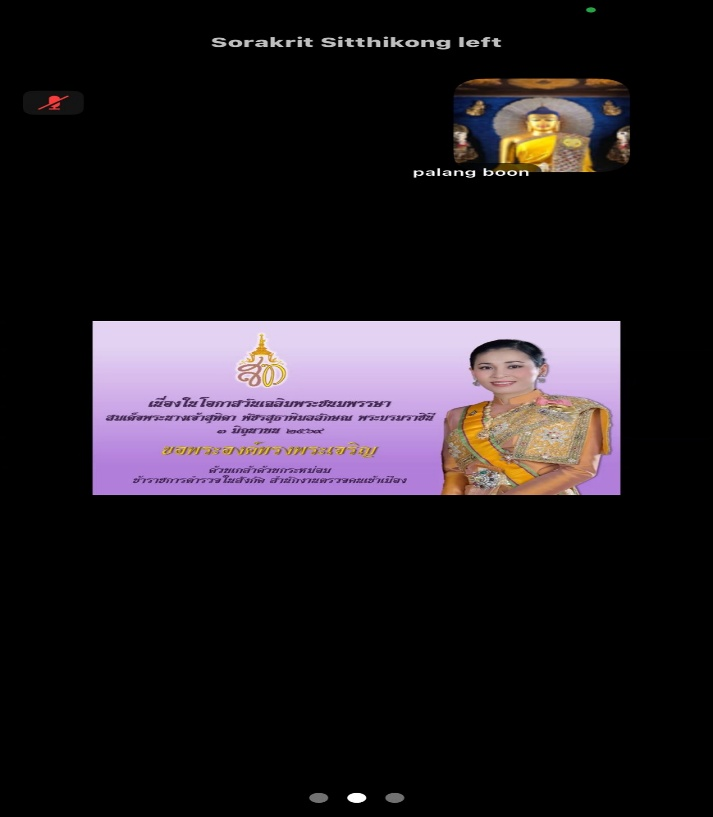 Sorakrit Sitthikong left
palang boon
เนื่องในโอกาสวันเฉลิมพระชนมพรรษา
สมเด็จพระนางเจ้าสุทิดา พัชรสุธาพิมลลักษณ พระบรมราชินี
๓ มิถุนายน ๒๕๖๔
ขอพระองค์ทรงพระเจริญ
ด้วยเกล้าด้วยกระหม่อม
ข้าราชการตำรวจในสังกัด สำนักงานตรวจคนเข้าเมือง